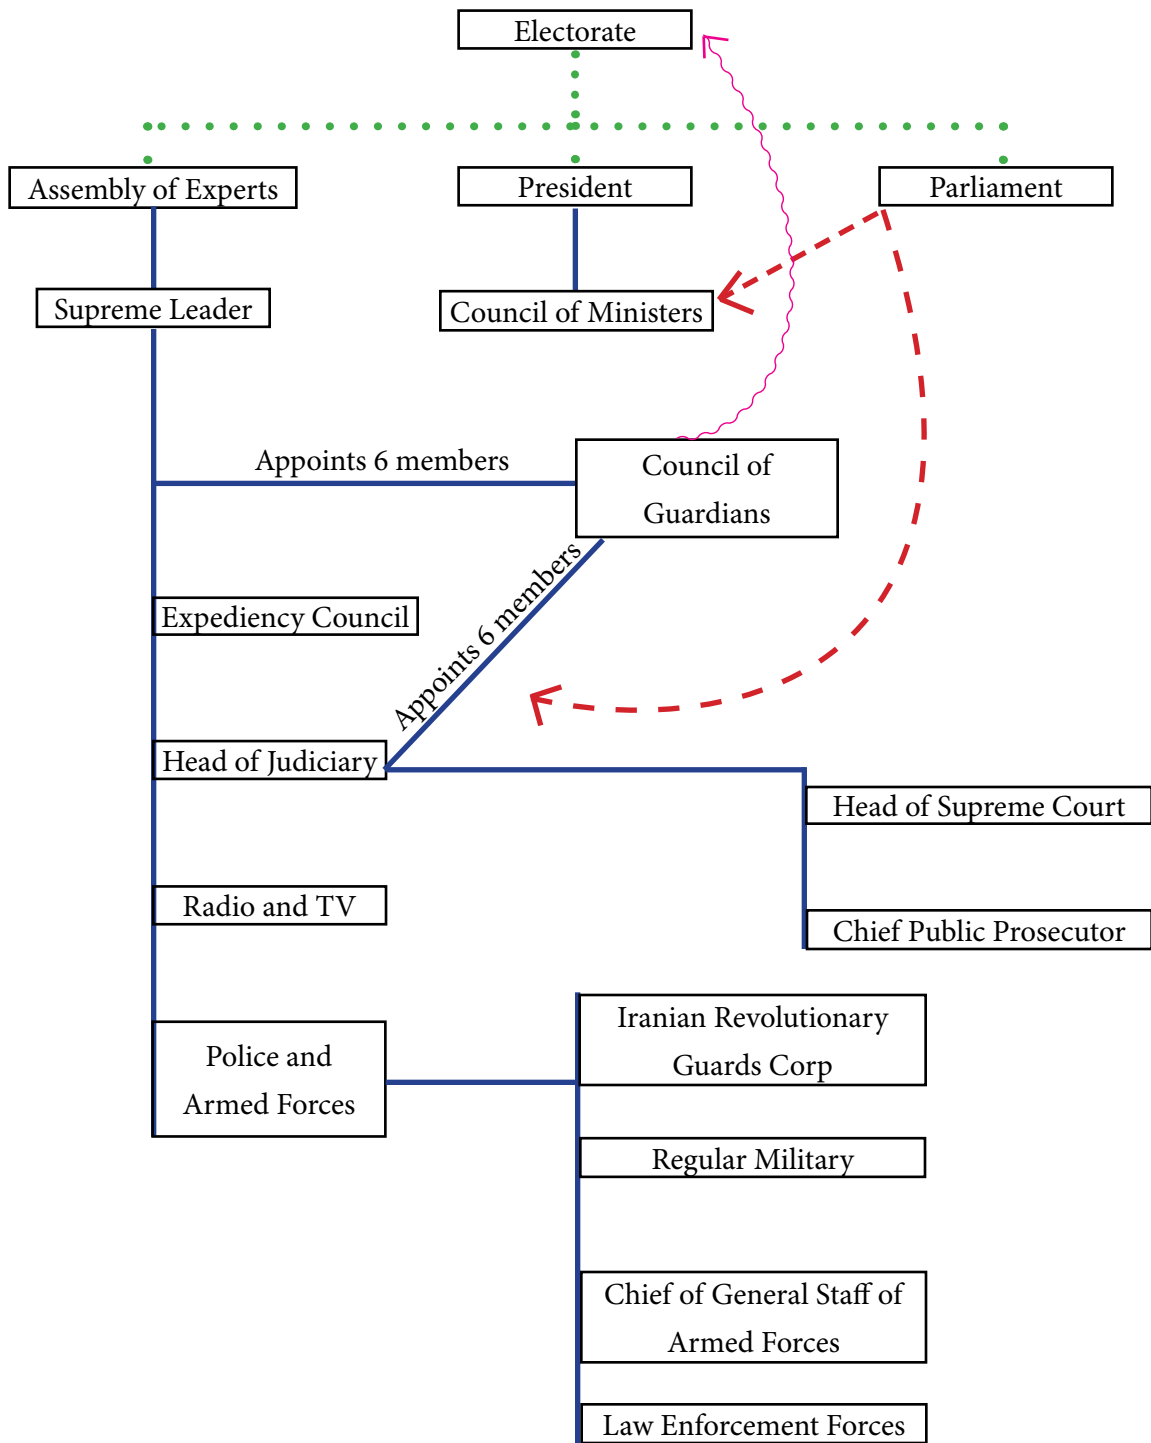 Electorate
Assembly of Experts
President
Parliament
Supreme Leader
Council of Ministers
Appoints 6 members
Council of
Guardians
Appoints 6 members
Expediency Council
Head of Judiciary
Head of Supreme Court
Radio and TV
Chief Public Prosecutor
Iranian Revolutionary
Guards Corp
Police and
Armed Forces
Regular Military
Chief of General Staff of
Armed Forces
Law Enforcement Forces